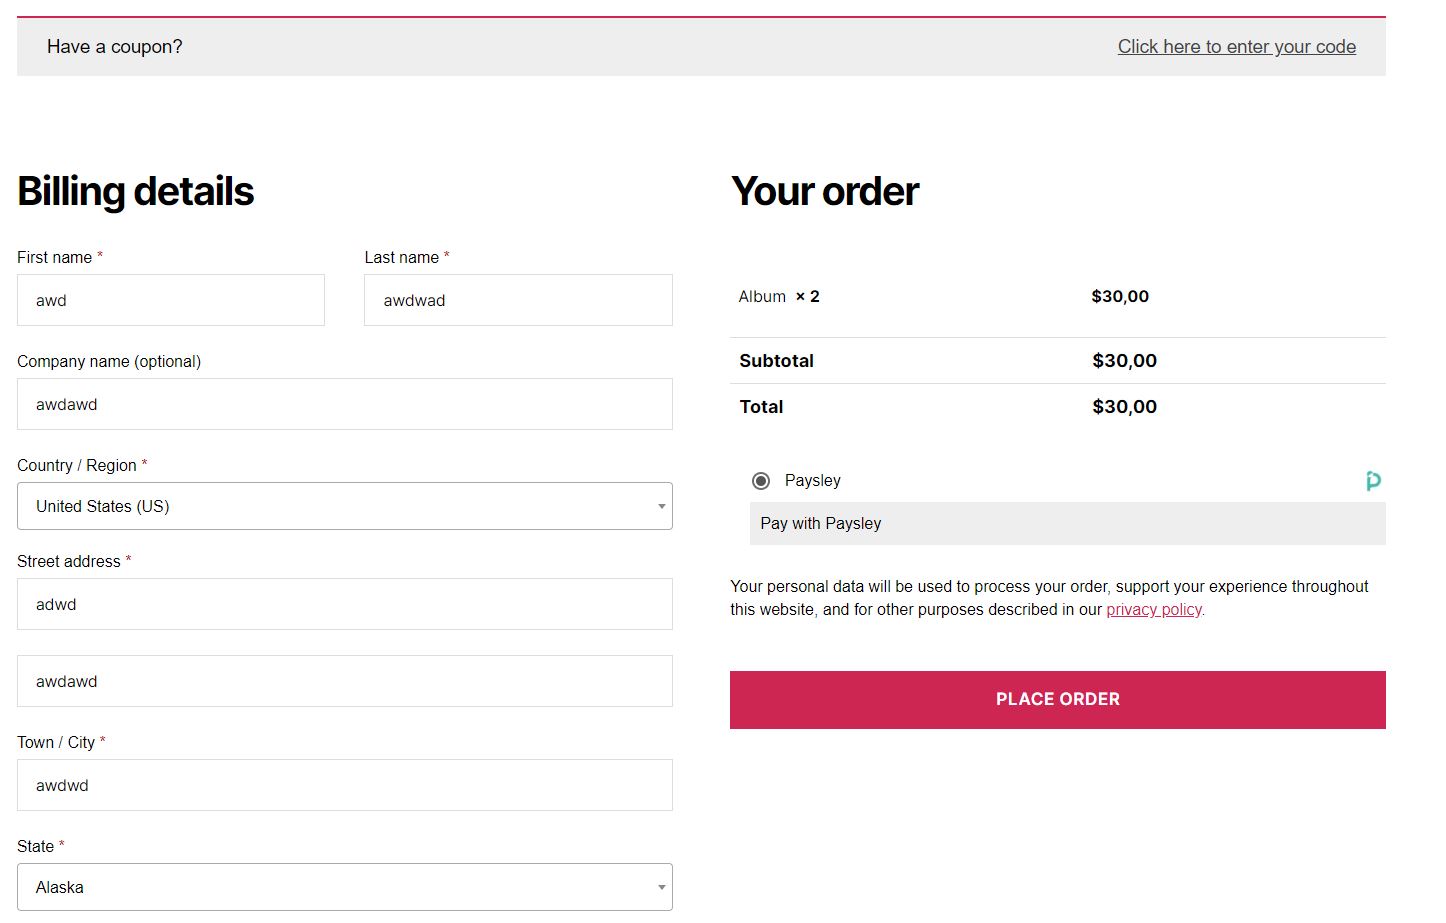 Have a coupon? Click here to enter your code
Billing details
First name * Last name *
awd awdwad
Company name (optional)
awdawd
Country / Region *
United States (US)
Street address *
adwd
awdawd
Town / City *
awdwd
State *
Alaska
Your order
Album × 2 $30,00
Subtotal $30,00
Total $30,00
Paysley
Pay with Paysley
Your personal data will be used to process your order, support your experience throughout
this website, and for other purposes described in our privacy policy.
PLACE ORDER